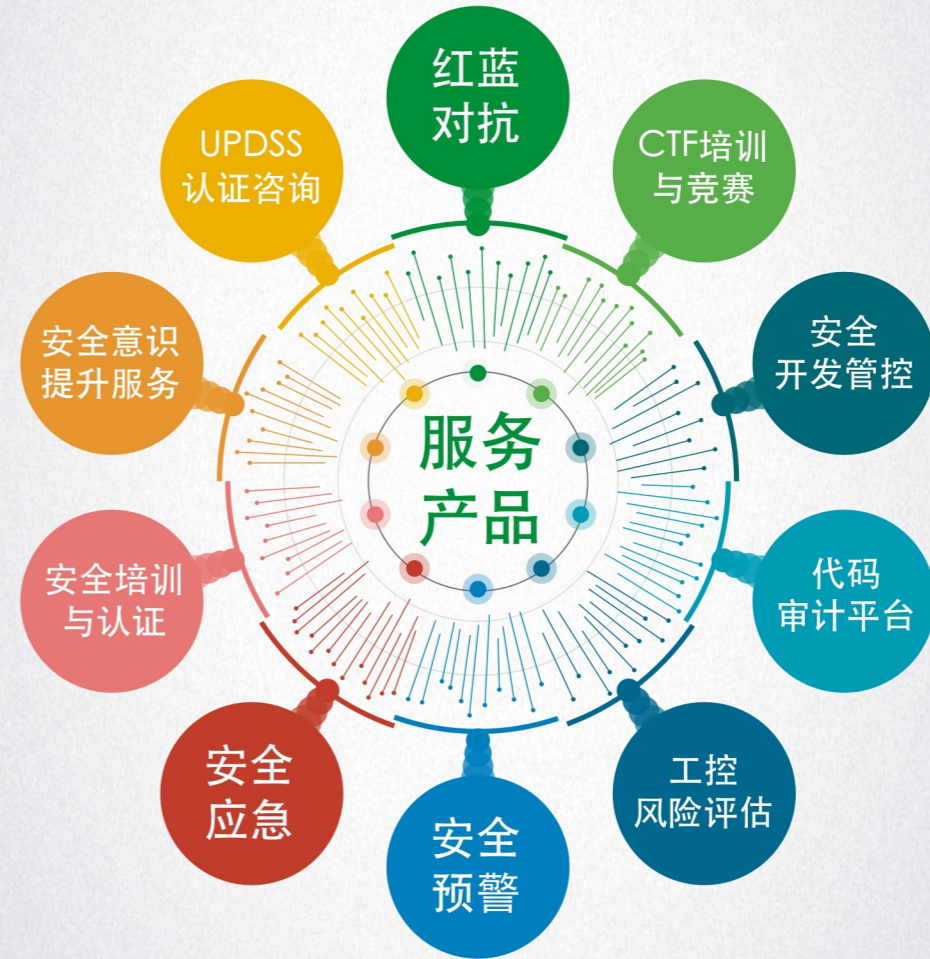 红蓝
对抗
CTF培训
与竞赛
安全
开发管控
代码
审计平台
工控
风险评估
安全
预警
安全
应急
安全培训
与认证
安全意识
提升服务
UPDSS
认证咨询
服务
产品